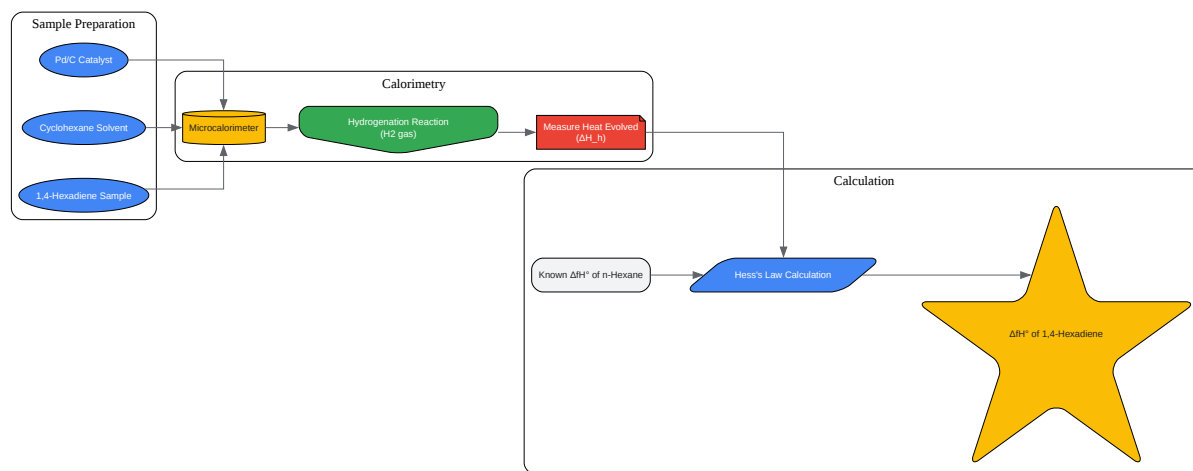 Sample Preparation
Pd/C Catalyst
Cyclohexane Solvent
1,4-Hexadiene Sample
Calorimetry
Microcalorimeter
Hydrogenation Reaction
(H2 gas)
Measure Heat Evolved
(ΔH_h)
Calculation
Known ΔfH° of n-Hexane
Hess's Law Calculation
ΔfH° of 1,4-Hexadiene